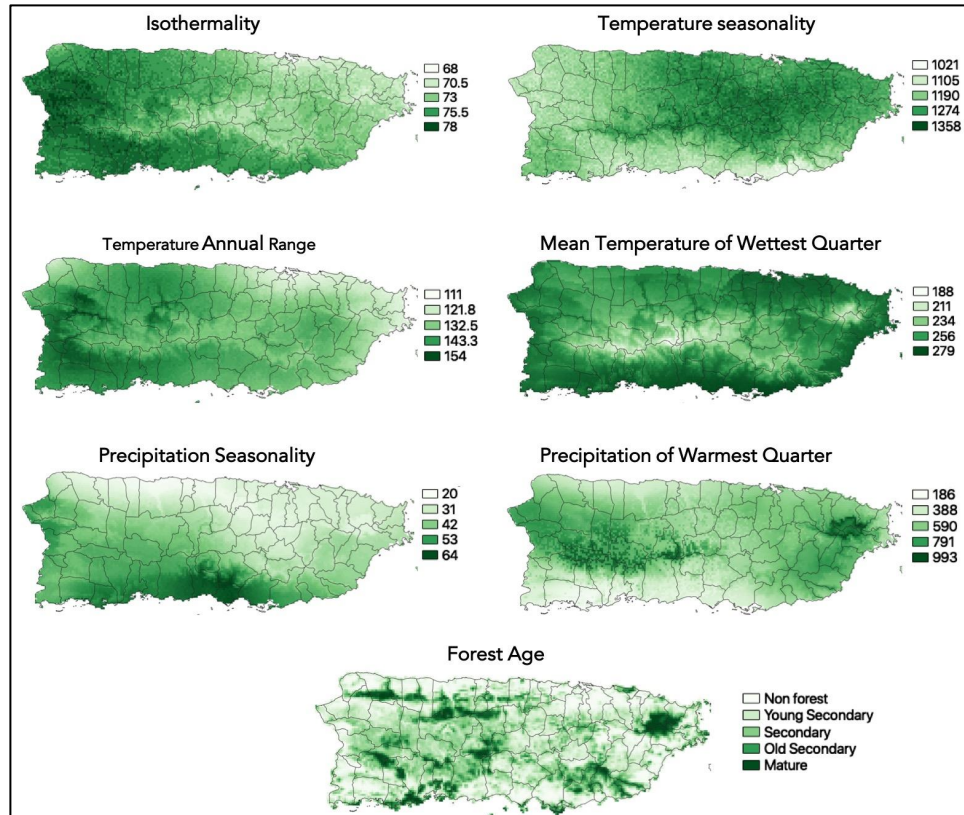 Isothermality
68
70.5
73
75.5
78
Temperature seasonality
1021
1105
1190
1274
1358
Temperature Annual Range
111
121.8
132.5
143.3
154
Mean Temperature of Wettest Quarter
188
211
234
256
279
Precipitation Seasonality
20
31
42
53
64
Precipitation of Warmest Quarter
186
388
590
791
993
Forest Age
Non forest
Young Secondary
Secondary
Old Secondary
Mature